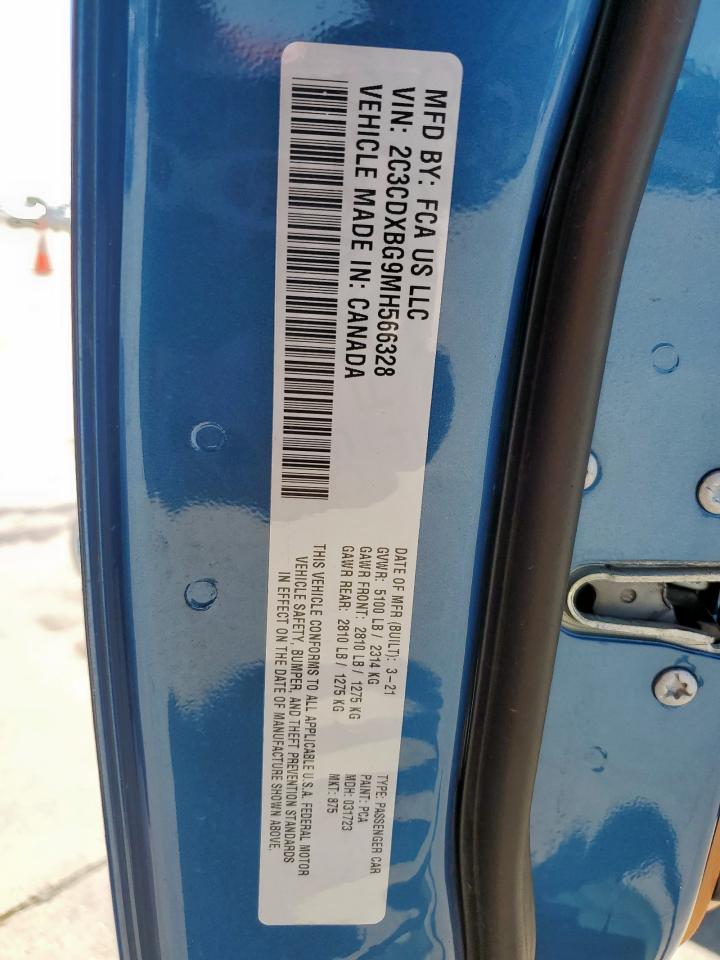 MFD BY: FCA US LLC
VIN: 2C3CDXBG9MH566328
VEHICLE MADE IN: CANADA
DATE OF MFR (BUILT): 3-21
GVWR: 5100 LB / 2314 KG
GAWR FRONT: 2810 LB / 1275 KG
GAWR REAR: 2810 LB / 1275 KG
THIS VEHICLE CONFORMS TO ALL APPLICABLE U.S.A. FEDERAL MOTOR
VEHICLE SAFETY, BUMPER, AND THEFT PREVENTION STANDARDS
IN EFFECT ON THE DATE OF MANUFACTURE SHOWN ABOVE.
TYPE: PASSENGER CAR
PAINT: PCA
MDH: 031723
MKT: 875